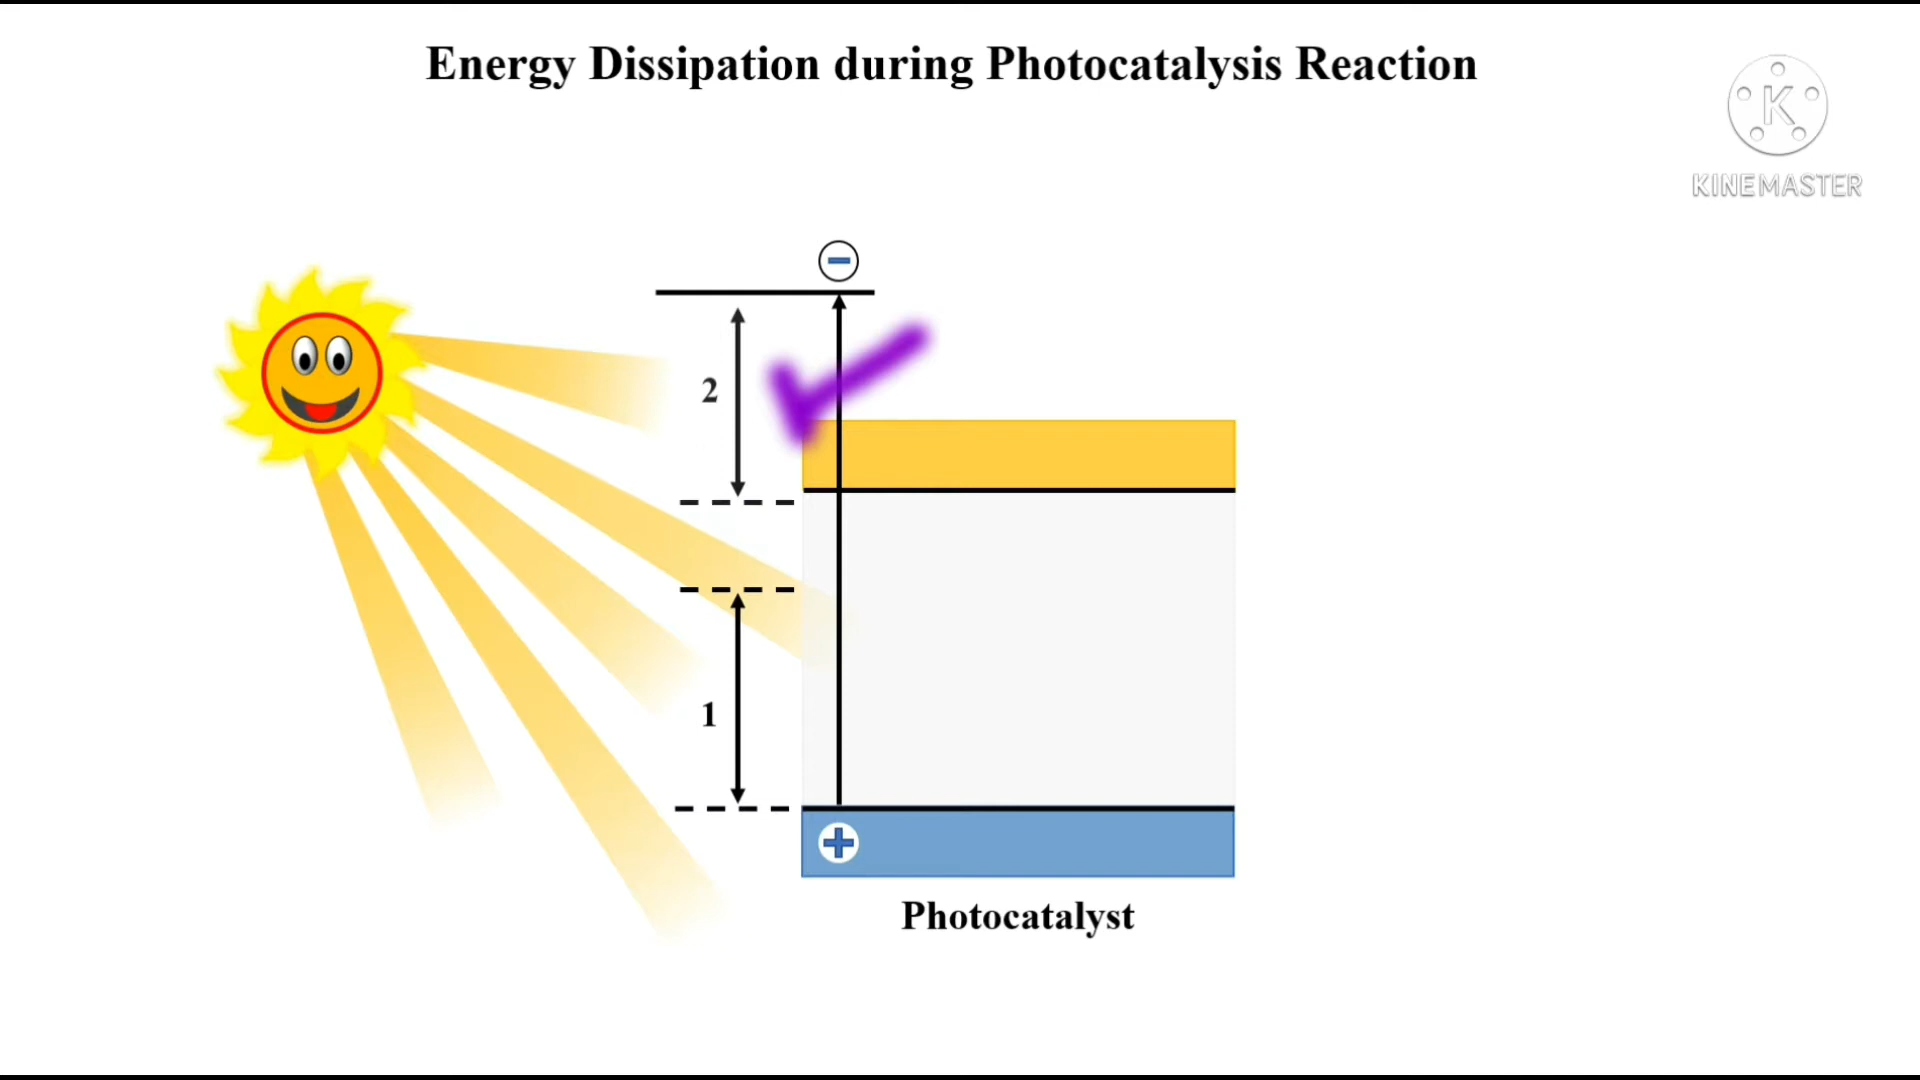 Energy Dissipation during Photocatalysis Reaction
K
KINEMASTER
2
1
Photocatalyst